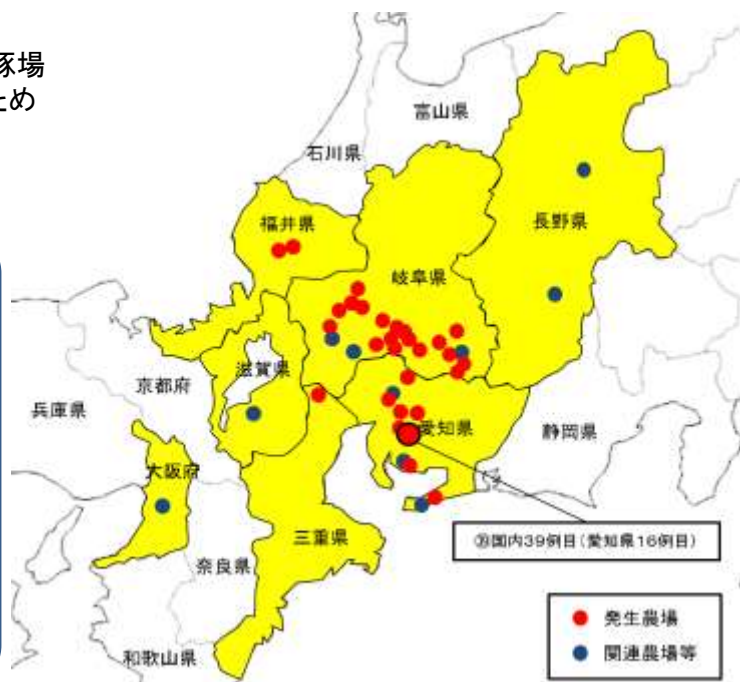 豚場
ため
富山県
石川県
福井県
長野県
岐阜県
滋賀県
京都府
兵庫県
愛知県
静岡県
大阪府
三重県
奈良県
和歌山県
㊴国内39例目(愛知県16例目)
発生農場
関連農場等